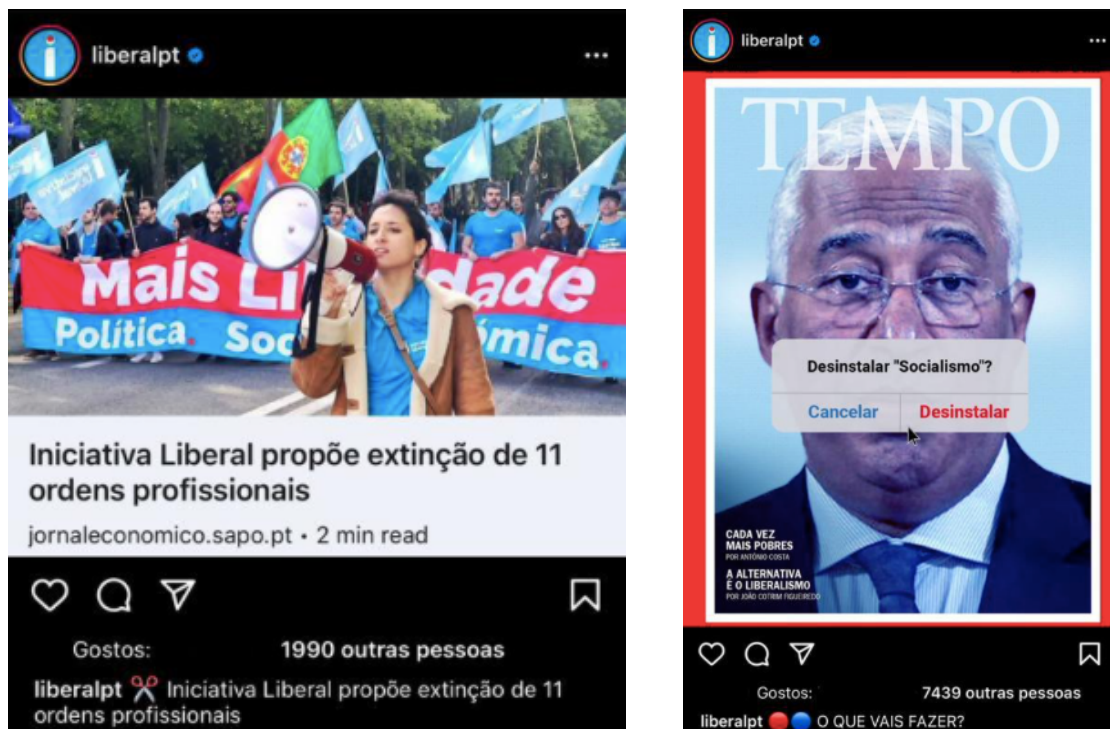 liberalpt
Mais Li dade
Política. Soc ómica.
Iniciativa Liberal propõe extinção de 11
ordens profissionais
jornaleconomico.sapo.pt • 2 min read
Gostos: 1990 outras pessoas
liberalpt ✂️ Iniciativa Liberal propõe extinção de 11
ordens profissionais
liberalpt
TEMPO
Desinstalar "Socialismo"?
Cancelar Desinstalar
CADA VEZ
MAIS POBRES
POR ANTÓNIO COSTA
A ALTERNATIVA
É O LIBERALISMO
POR JOÃO COTRIM FIGUEIREDO
Gostos: 7439 outras pessoas
liberalpt 🔴🔵 O QUE VAIS FAZER?